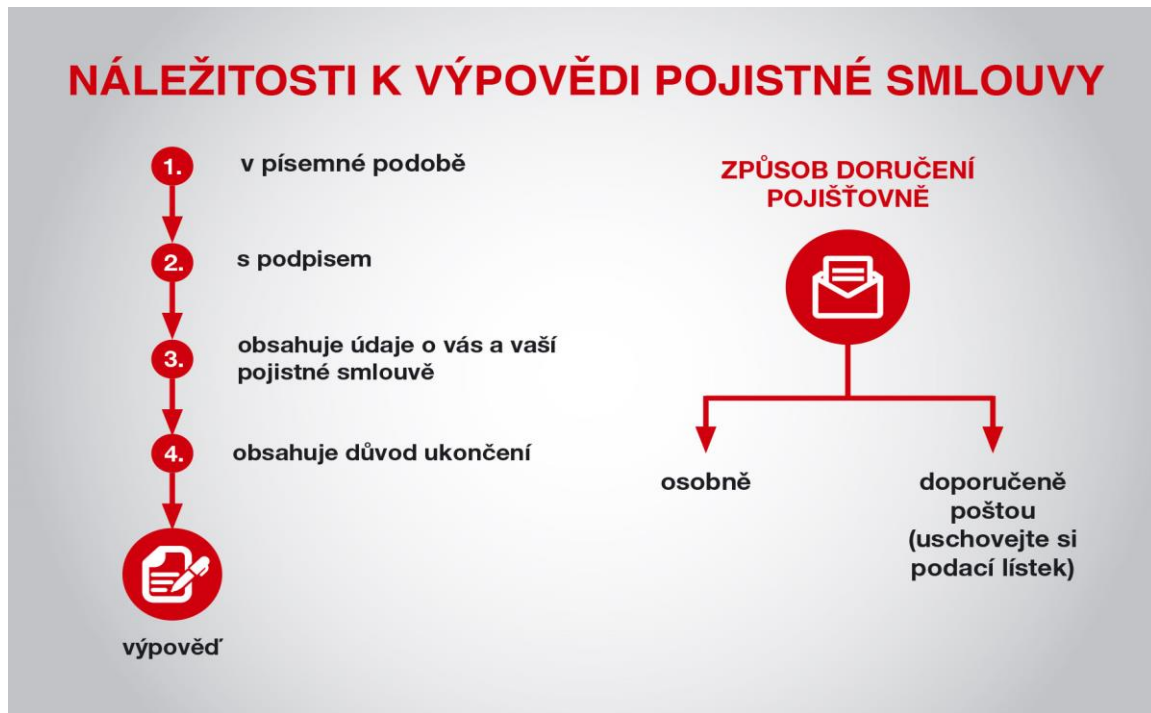 NÁLEŽITOSTI K VÝPOVĚDI POJISTNÉ SMLOUVY
1. v písemné podobě
2. s podpisem
3. obsahuje údaje o vás a vaší
pojistné smlouvě
4. obsahuje důvod ukončení
výpověď
ZPŮSOB DORUČENÍ
POJIŠŤOVNĚ
osobně
doporučeně
poštou
(uschovejte si
podací lístek)